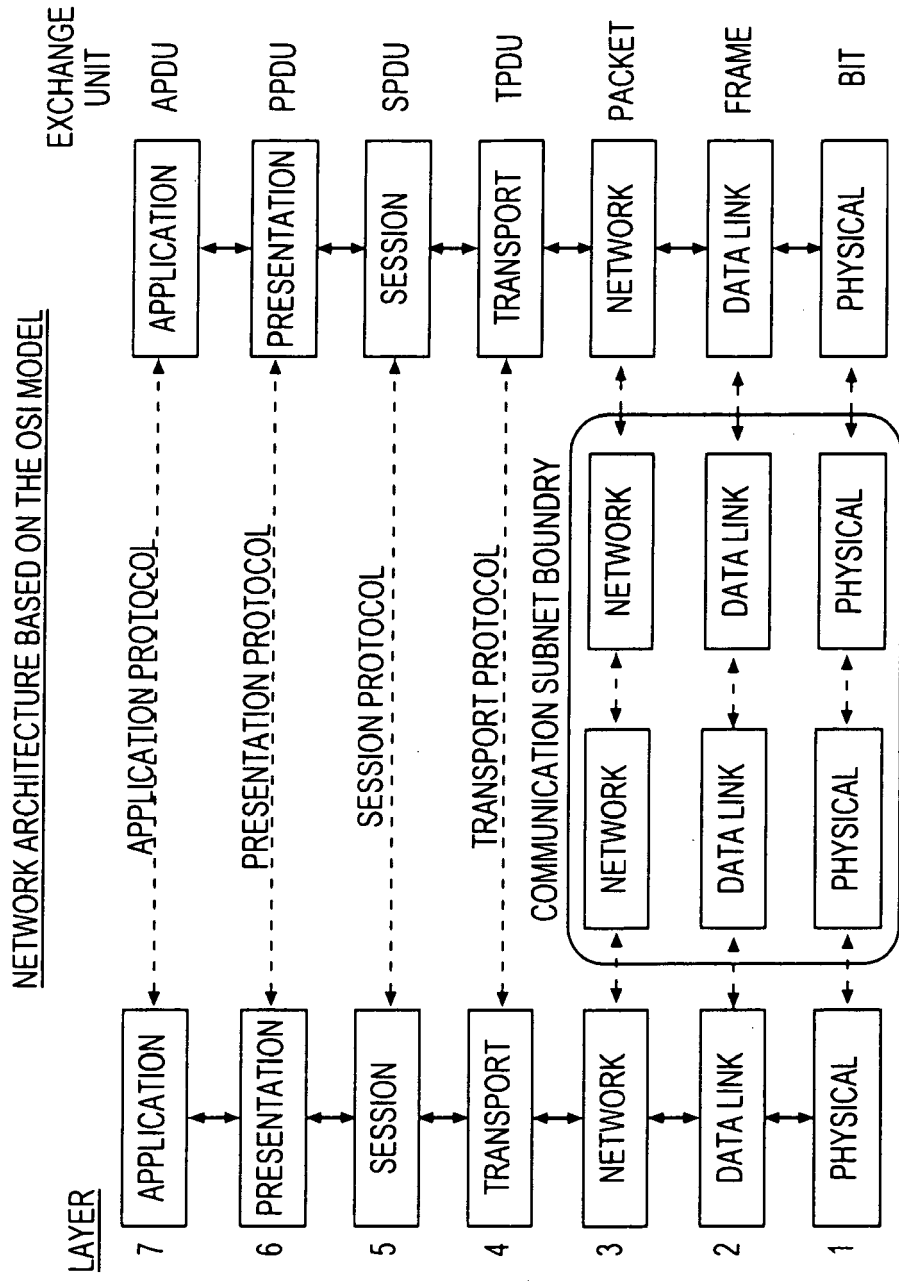 NETWORK ARCHITECTURE BASED ON THE OSI MODEL
LAYER
EXCHANGE
UNIT
7
APPLICATION
APPLICATION PROTOCOL
APPLICATION
APDU
6
PRESENTATION
PRESENTATION PROTOCOL
PRESENTATION
PPDU
5
SESSION
SESSION PROTOCOL
SESSION
SPDU
4
TRANSPORT
TRANSPORT PROTOCOL
TRANSPORT
TPDU
COMMUNICATION SUBNET BOUNDRY
3
NETWORK
NETWORK
NETWORK
NETWORK
PACKET
2
DATA LINK
DATA LINK
DATA LINK
DATA LINK
FRAME
1
PHYSICAL
PHYSICAL
PHYSICAL
PHYSICAL
BIT